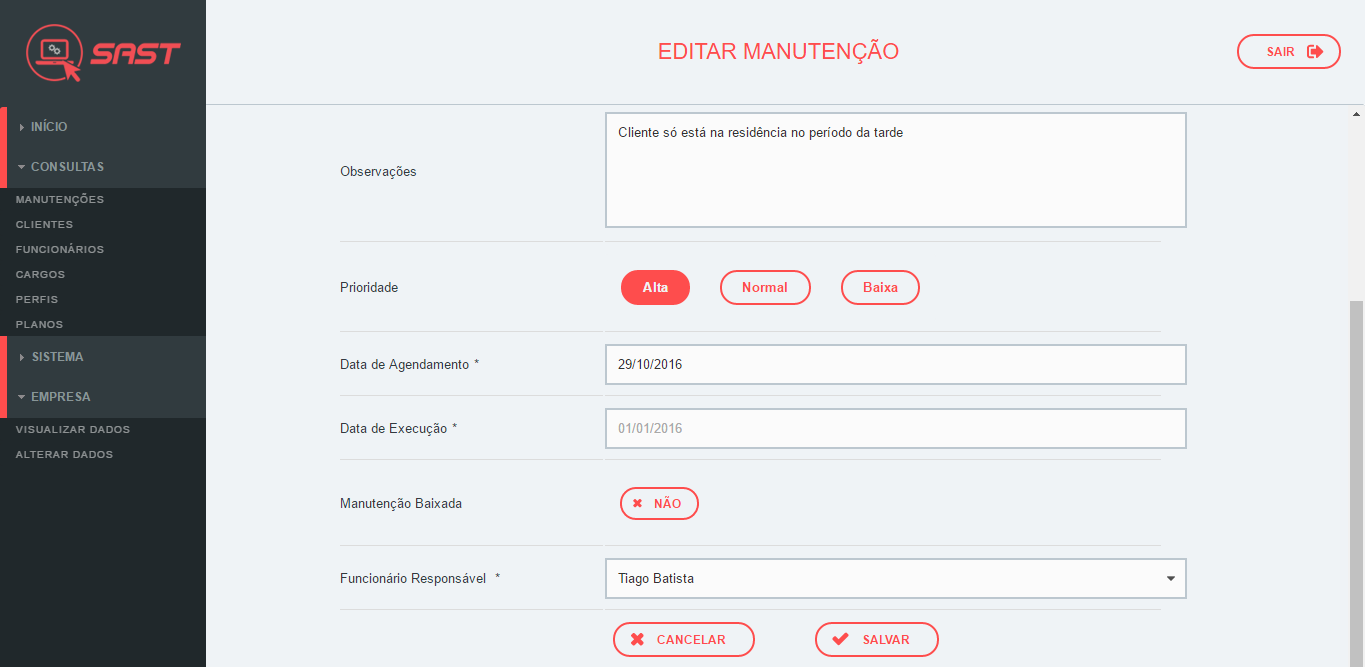 SAST
EDITAR MANUTENÇÃO
SAIR
INÍCIO
CONSULTAS
MANUTENÇÕES
CLIENTES
FUNCIONÁRIOS
CARGOS
PERFIS
PLANOS
SISTEMA
EMPRESA
VISUALIZAR DADOS
ALTERAR DADOS
Observações
Cliente só está na residência no período da tarde
Prioridade
Alta
Normal
Baixa
Data de Agendamento *
29/10/2016
Data de Execução *
01/01/2016
Manutenção Baixada
NÃO
Funcionário Responsável *
Tiago Batista
CANCELAR
SALVAR